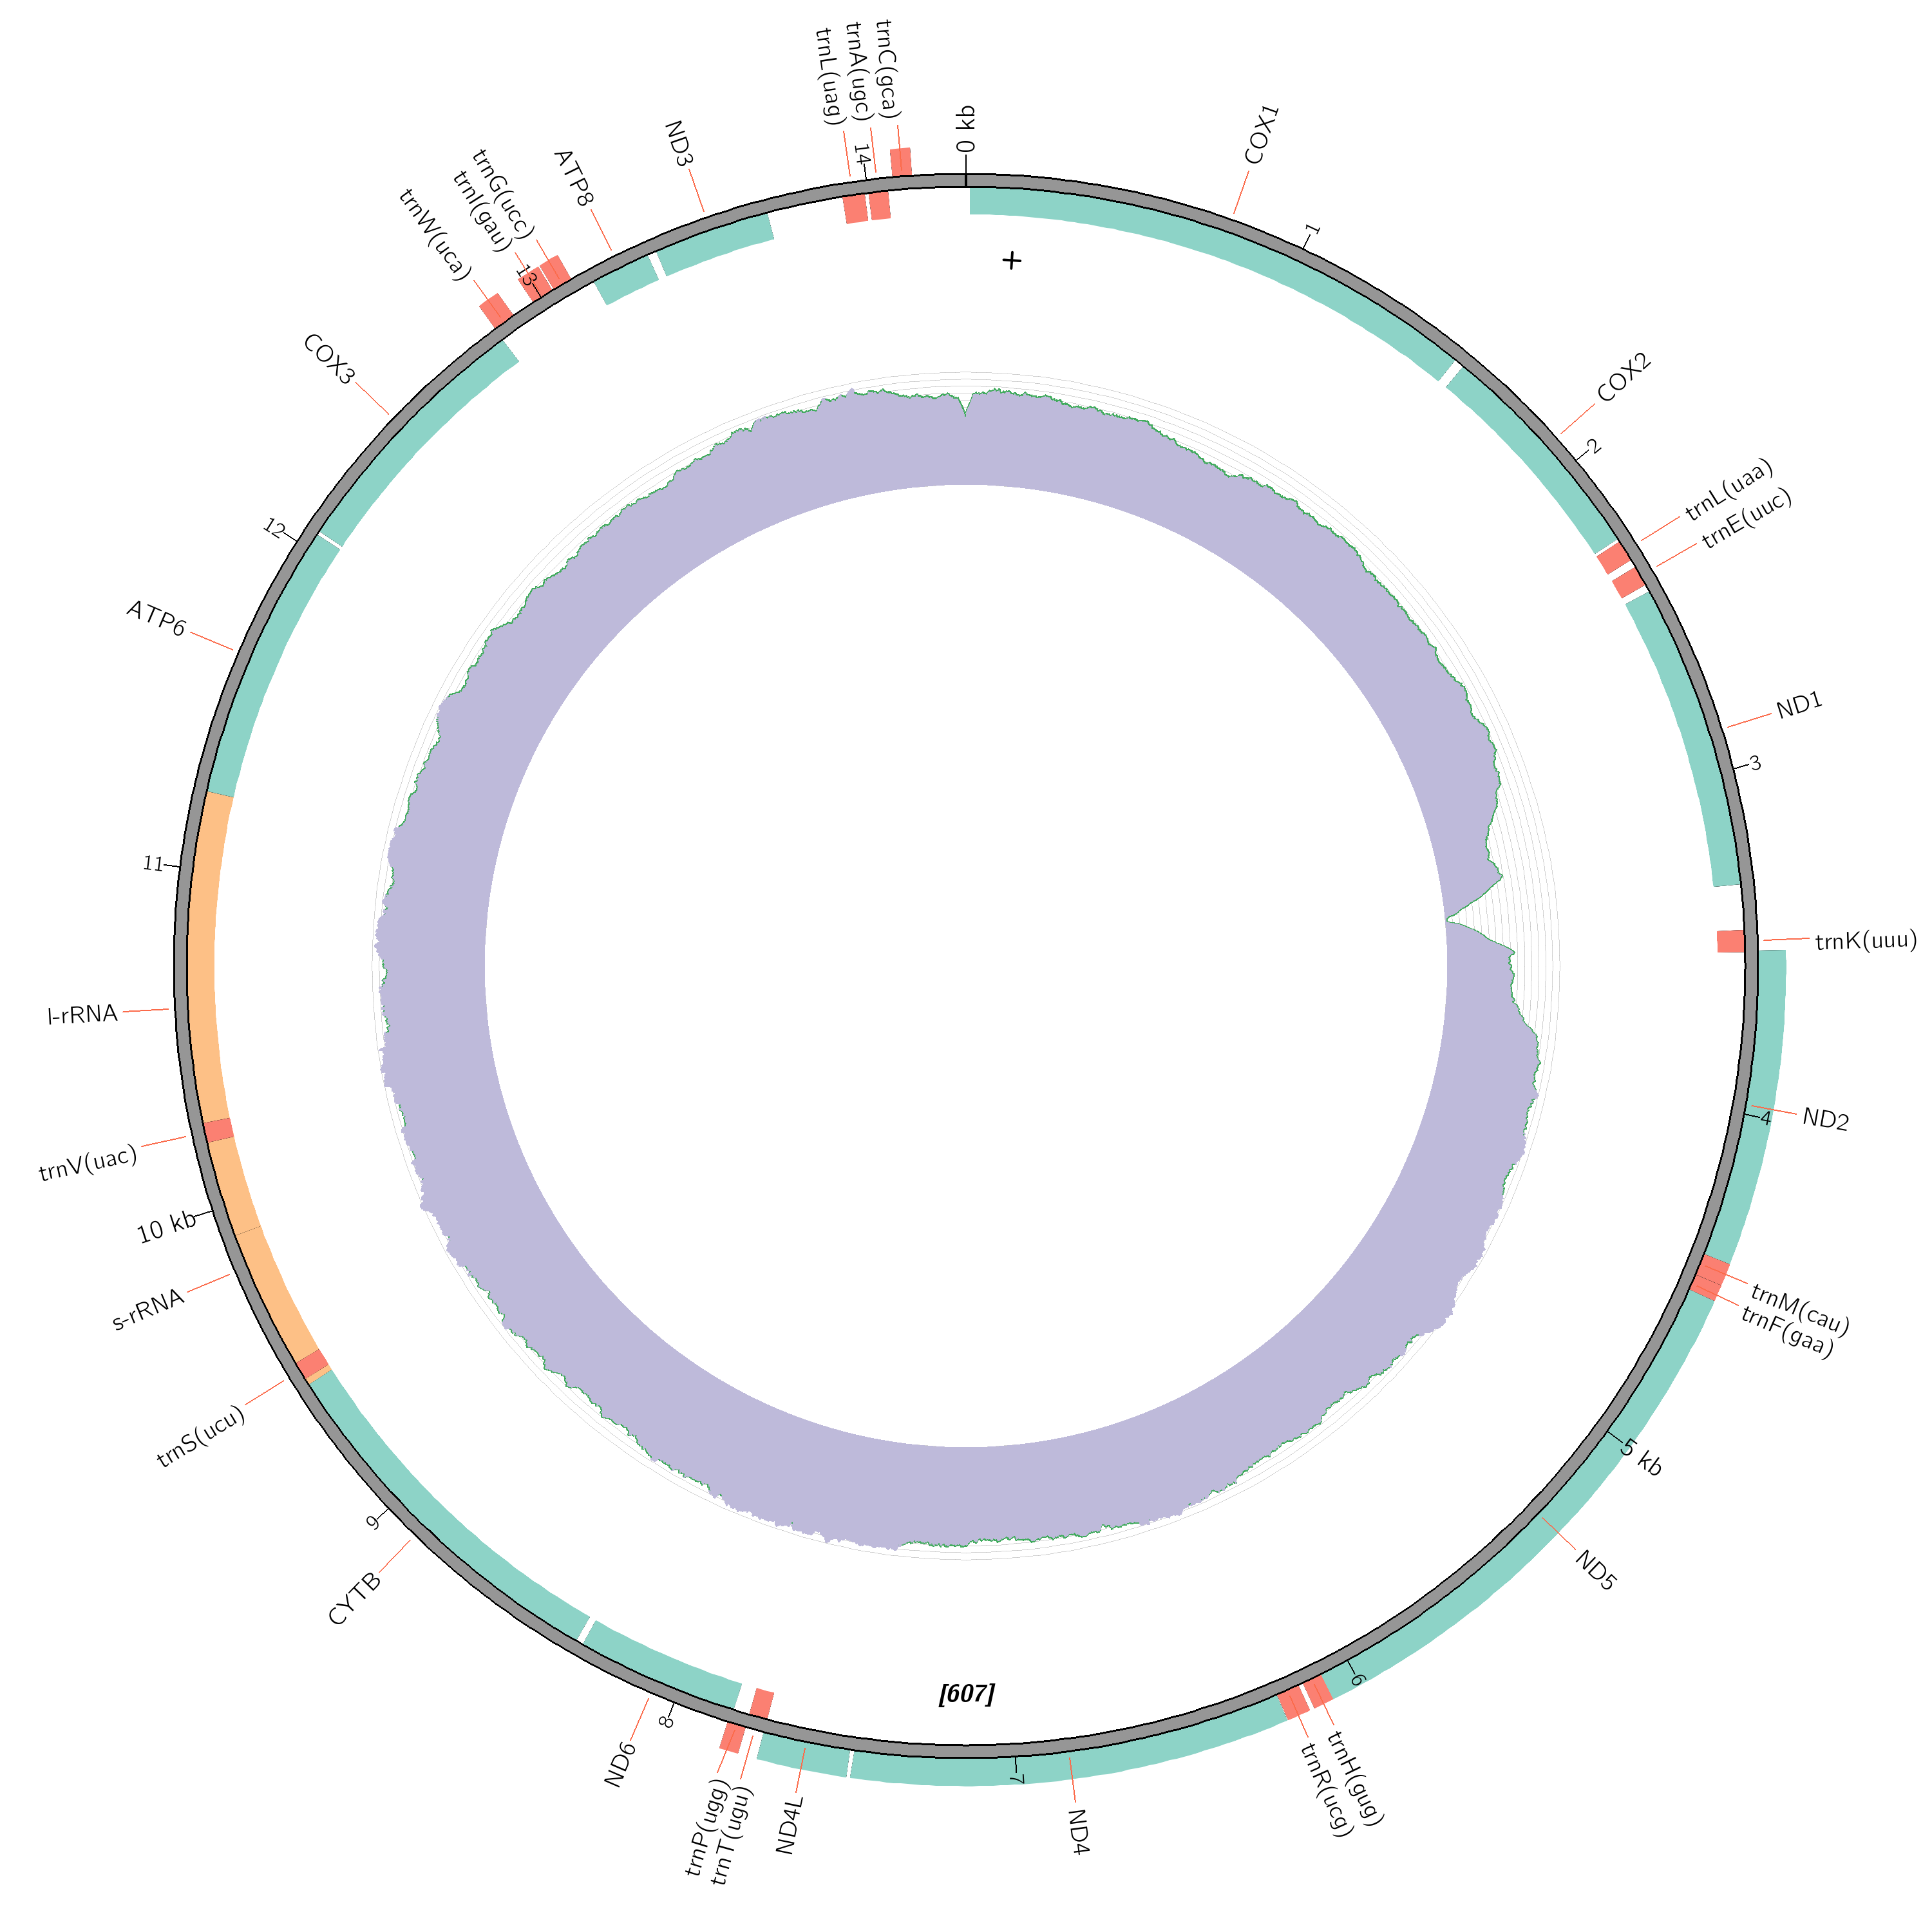 0 kb
COX1
1
COX2
2
trnL(uaa)
trnE(uuc)
ND1
3
trnK(uuu)
ND2
4
trnM(cau)
trnF(gaa)
5 kb
ND5
6
trnH(gug)
trnR(ucg)
ND4
7
ND4L
trnT(ugu)
trnP(ugg)
8
ND6
CYTB
9
trnS(ucu)
s-rRNA
10 kb
trnV(uac)
l-rRNA
11
ATP6
12
COX3
trnW(uca)
trnI(gau)
13
trnG(ucc)
ATP8
ND3
trnL(uag)
14
trnA(ugc)
trnC(gca)
+
[607]